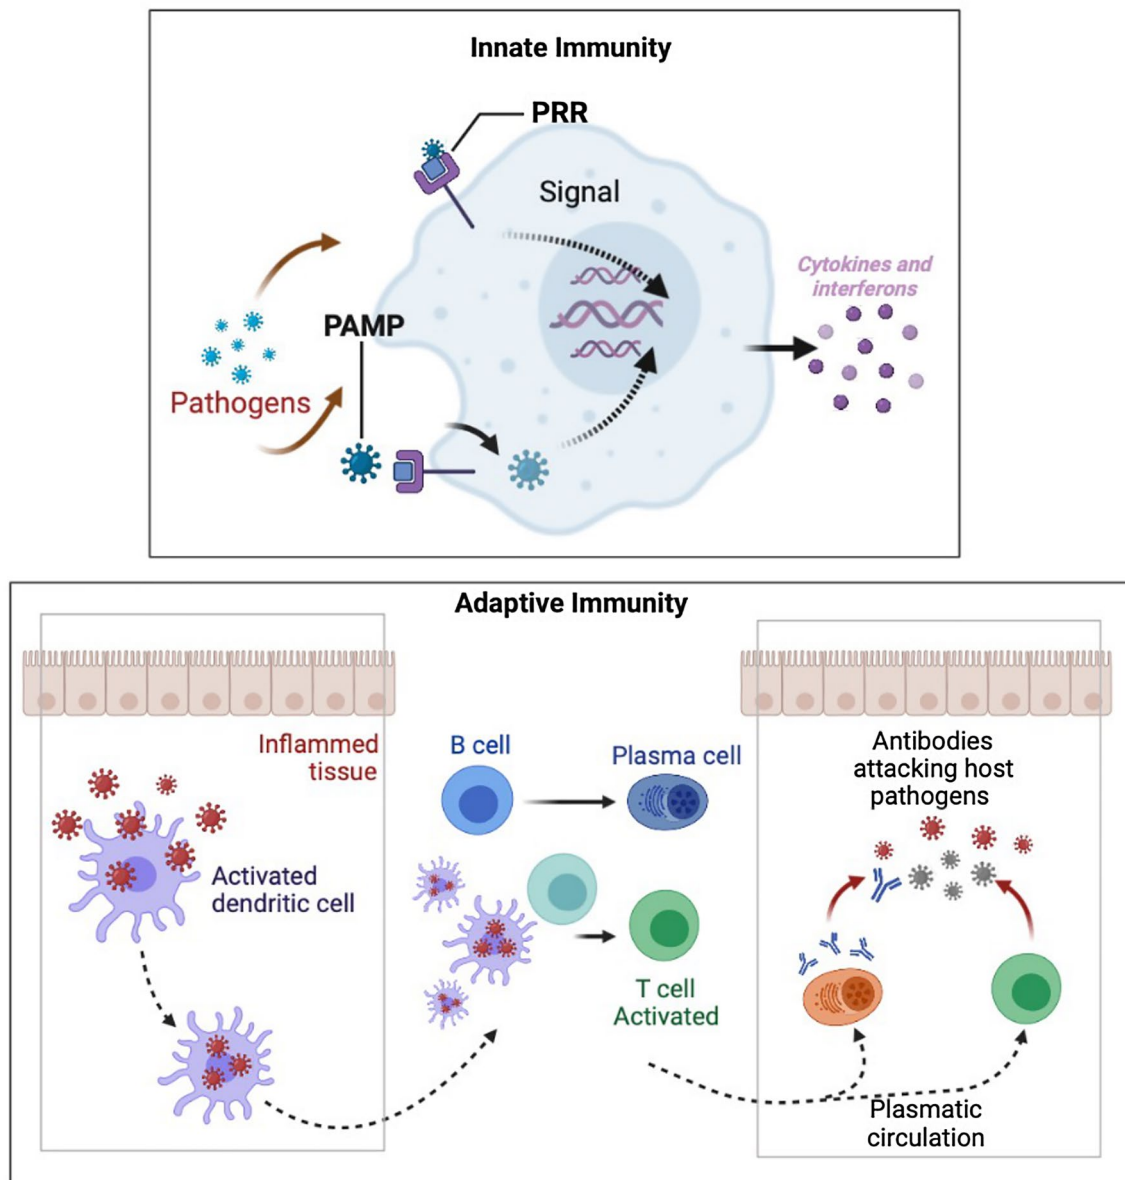 Innate Immunity
PRR
Signal
Cytokines and
interferons
PAMP
Pathogens
Adaptive Immunity
Inflammed
tissue
Activated
dendritic cell
B cell
Plasma cell
T cell
Activated
Antibodies
attacking host
pathogens
Plasmatic
circulation